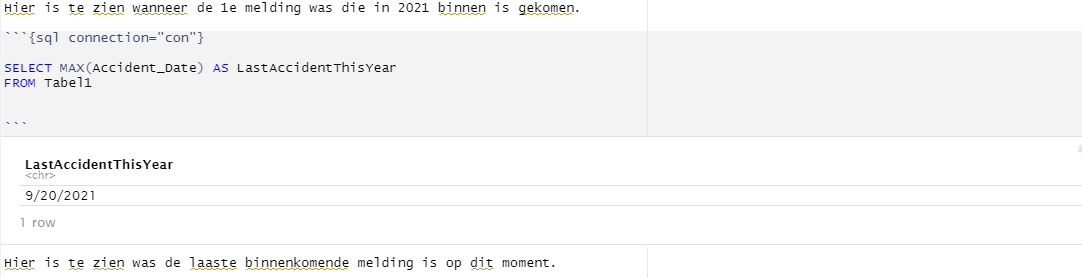 Hier is te zien wanneer de 1e melding was die in 2021 binnen is gekomen.
```{sql connection="con"}
SELECT MAX(Accident_Date) AS LastAccidentThisYear
FROM Tabel1
```
LastAccidentThisYear
<chr>
9/20/2021
1 row
Hier is te zien was de laaste binnenkomende melding is op dit moment.